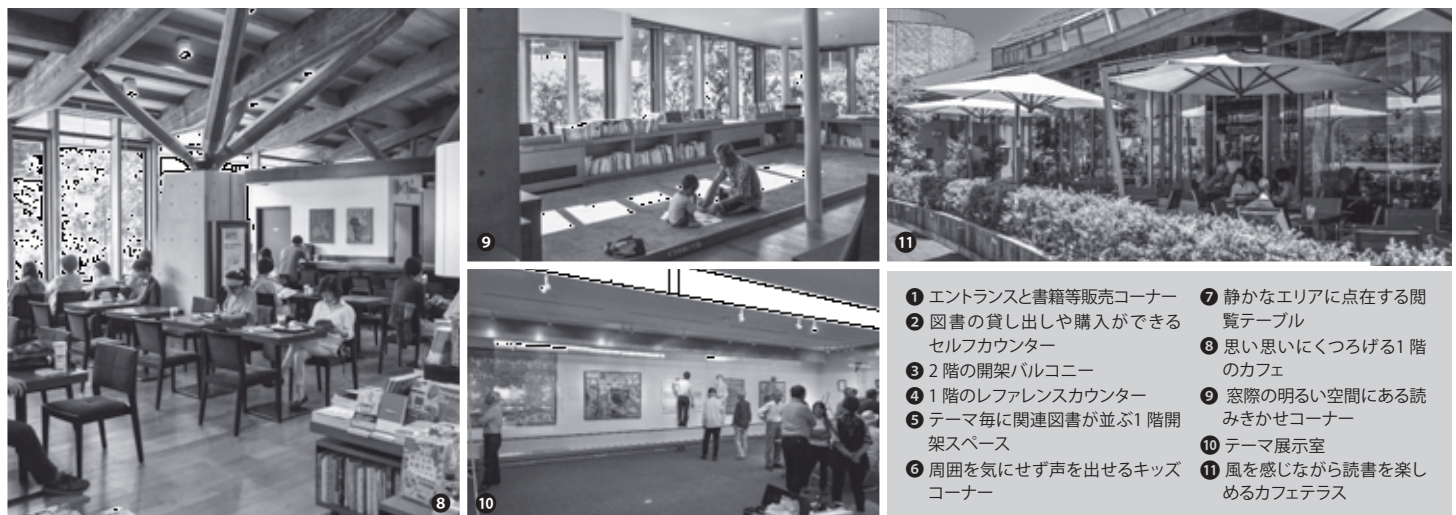 8
9
10
11
❶ エントランスと書籍等販売コーナー
❷ 図書の貸し出しや購入ができる
セルフカウンター
❸ 2 階の開架バルコニー
❹ 1 階のレファレンスカウンター
❺ テーマ毎に関連図書が並ぶ1 階開
架スペース
❻ 周囲を気にせず声を出せるキッズ
コーナー
❼ 静かなエリアに点在する閲
覧テーブル
❽ 思い思いにくつろげる1 階
のカフェ
❾ 窓際の明るい空間にある読
みきかせコーナー
❿ テーマ展示室
⓫ 風を感じながら読書を楽し
めるカフェテラス